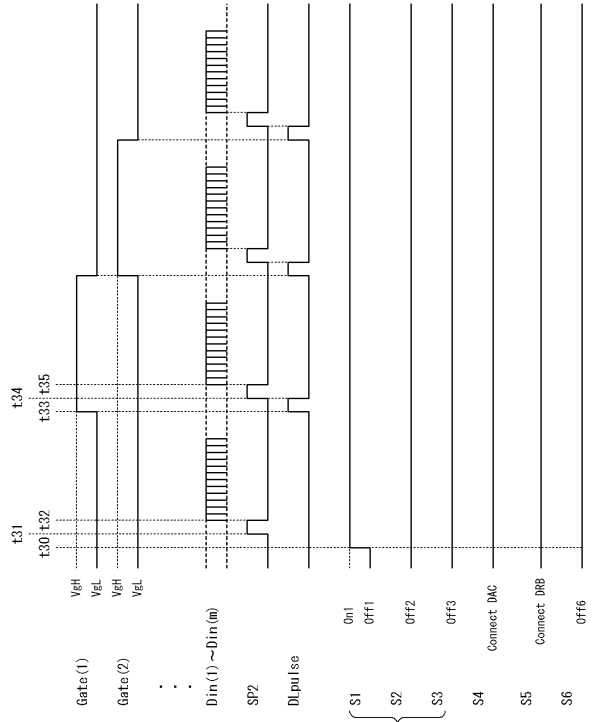 t31 t34
t30 t32 t33 t35
Gate(1) VgH
VgL
Gate(2) VgH
VgL
. . .
Din(1)～Din(m)
SP2
DLpulse
S1 On1
Off1
S2 Off2
S3 Off3
S4 Connect DAC
S5 Connect DRB
S6 Off6